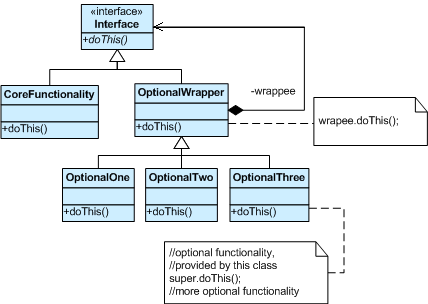 «interface»
Interface
+doThis()
CoreFunctionality
+doThis()
OptionalWrapper
+doThis()
-wrappee
wrapee.doThis();
OptionalOne
+doThis()
OptionalTwo
+doThis()
OptionalThree
+doThis()
//optional functionality,
//provided by this class
super.doThis();
//more optional functionality